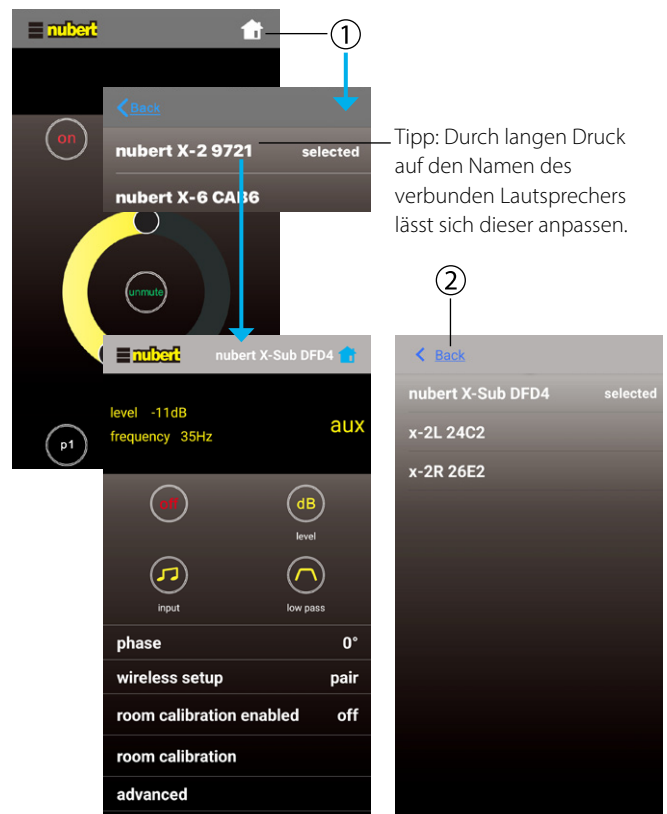 nubert
①
Back
on
nubert X-2 9721 selected
nubert X-6 CAB6
Tipp: Durch langen Druck
auf den Namen des
verbunden Lautsprechers
lässt sich dieser anpassen.
unmute
p1
nubert nubert X-Sub DFD4
level -11dB
frequency 35Hz
aux
off
dB
level
input
low pass
phase 0°
wireless setup pair
room calibration enabled off
room calibration
advanced
②
Back
nubert X-Sub DFD4 selected
x-2L 24C2
x-2R 26E2